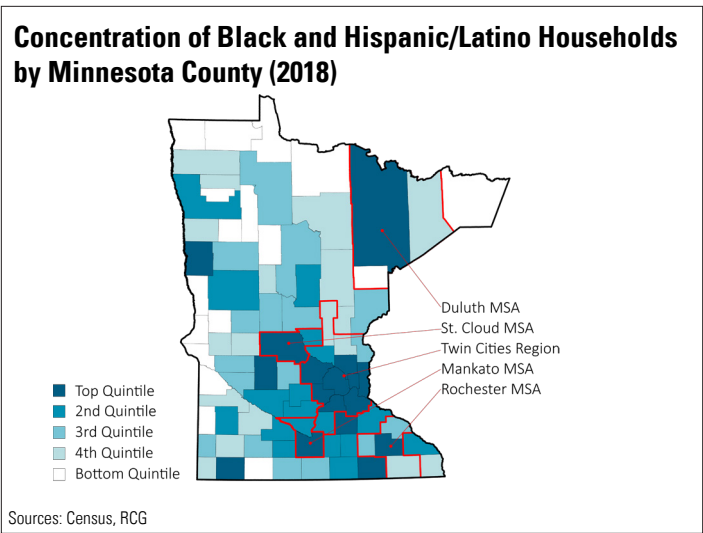 Concentration of Black and Hispanic/Latino Households
by Minnesota County (2018)
Duluth MSA
St. Cloud MSA
Twin Cities Region
Mankato MSA
Rochester MSA
Top Quintile
2nd Quintile
3rd Quintile
4th Quintile
Bottom Quintile
Sources: Census, RCG